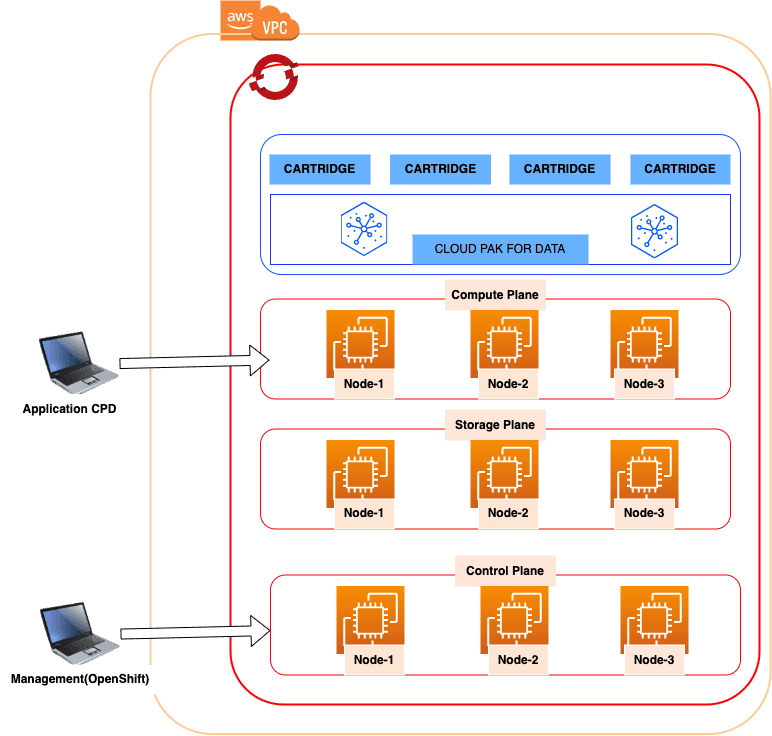 aws
VPC
CARTRIDGE
CARTRIDGE
CARTRIDGE
CARTRIDGE
CLOUD PAK FOR DATA
Compute Plane
Node-1
Node-2
Node-3
Application CPD
Storage Plane
Node-1
Node-2
Node-3
Control Plane
Node-1
Node-2
Node-3
Management(OpenShift)